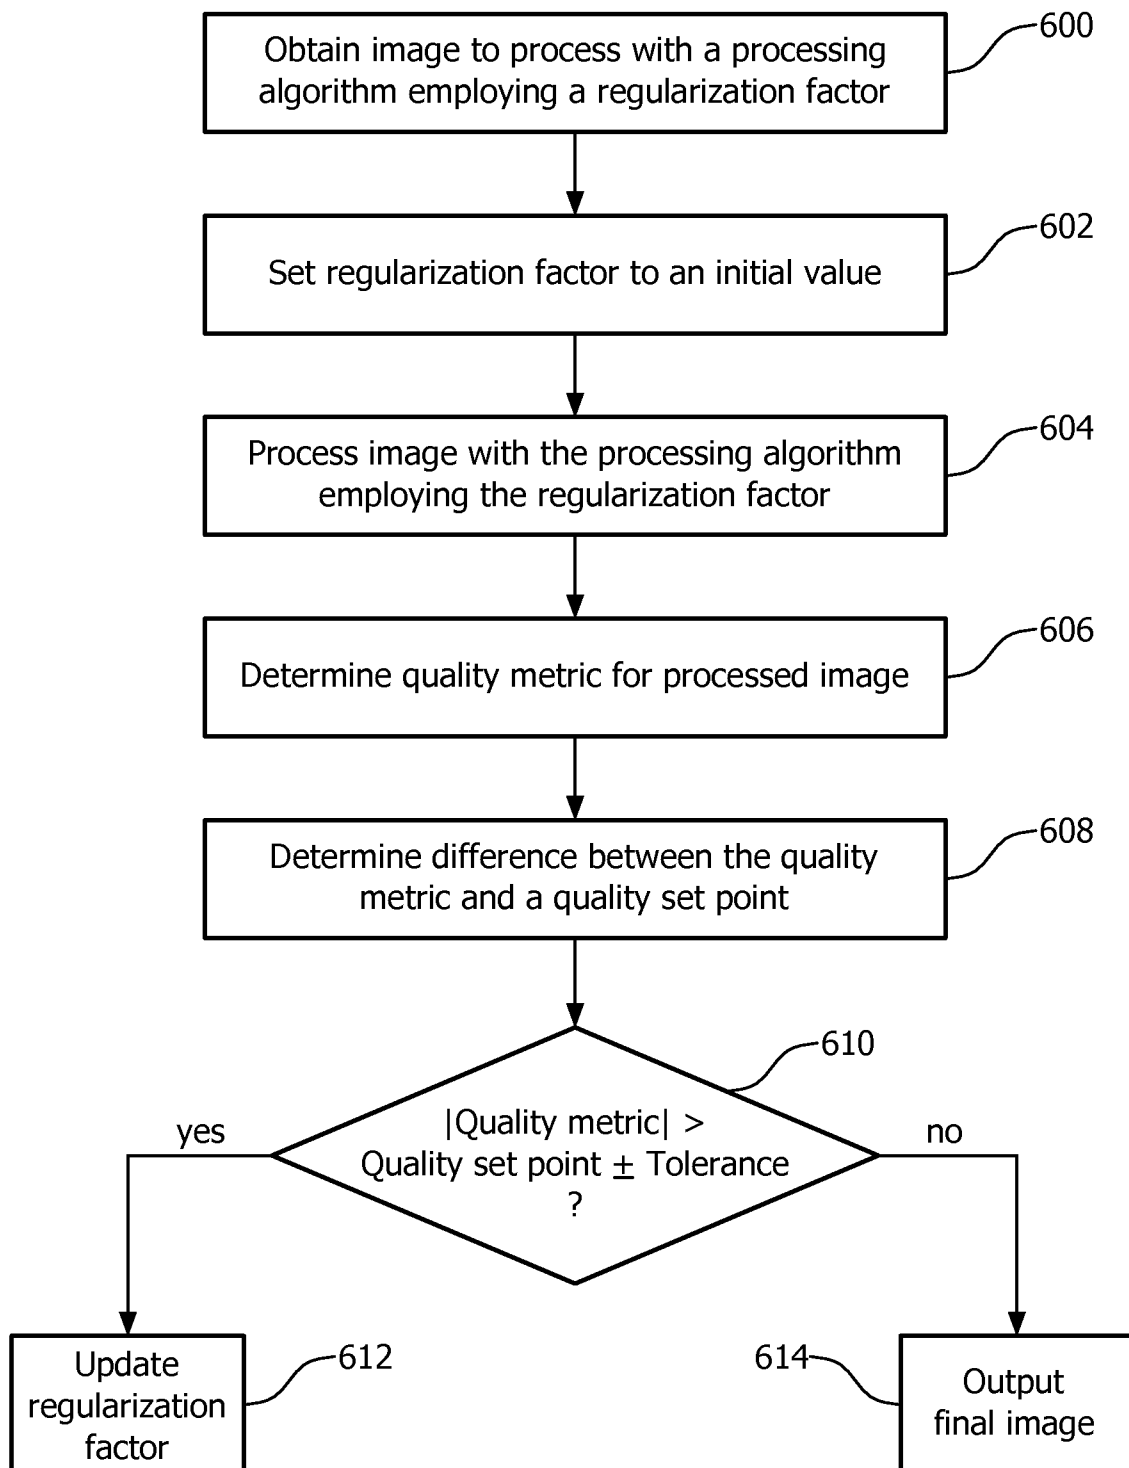 600
Obtain image to process with a processing
algorithm employing a regularization factor
602
Set regularization factor to an initial value
604
Process image with the processing algorithm
employing the regularization factor
606
Determine quality metric for processed image
608
Determine difference between the quality
metric and a quality set point
610
|Quality metric| >
Quality set point ± Tolerance
?
yes
no
612
Update
regularization
factor
614
Output
final image